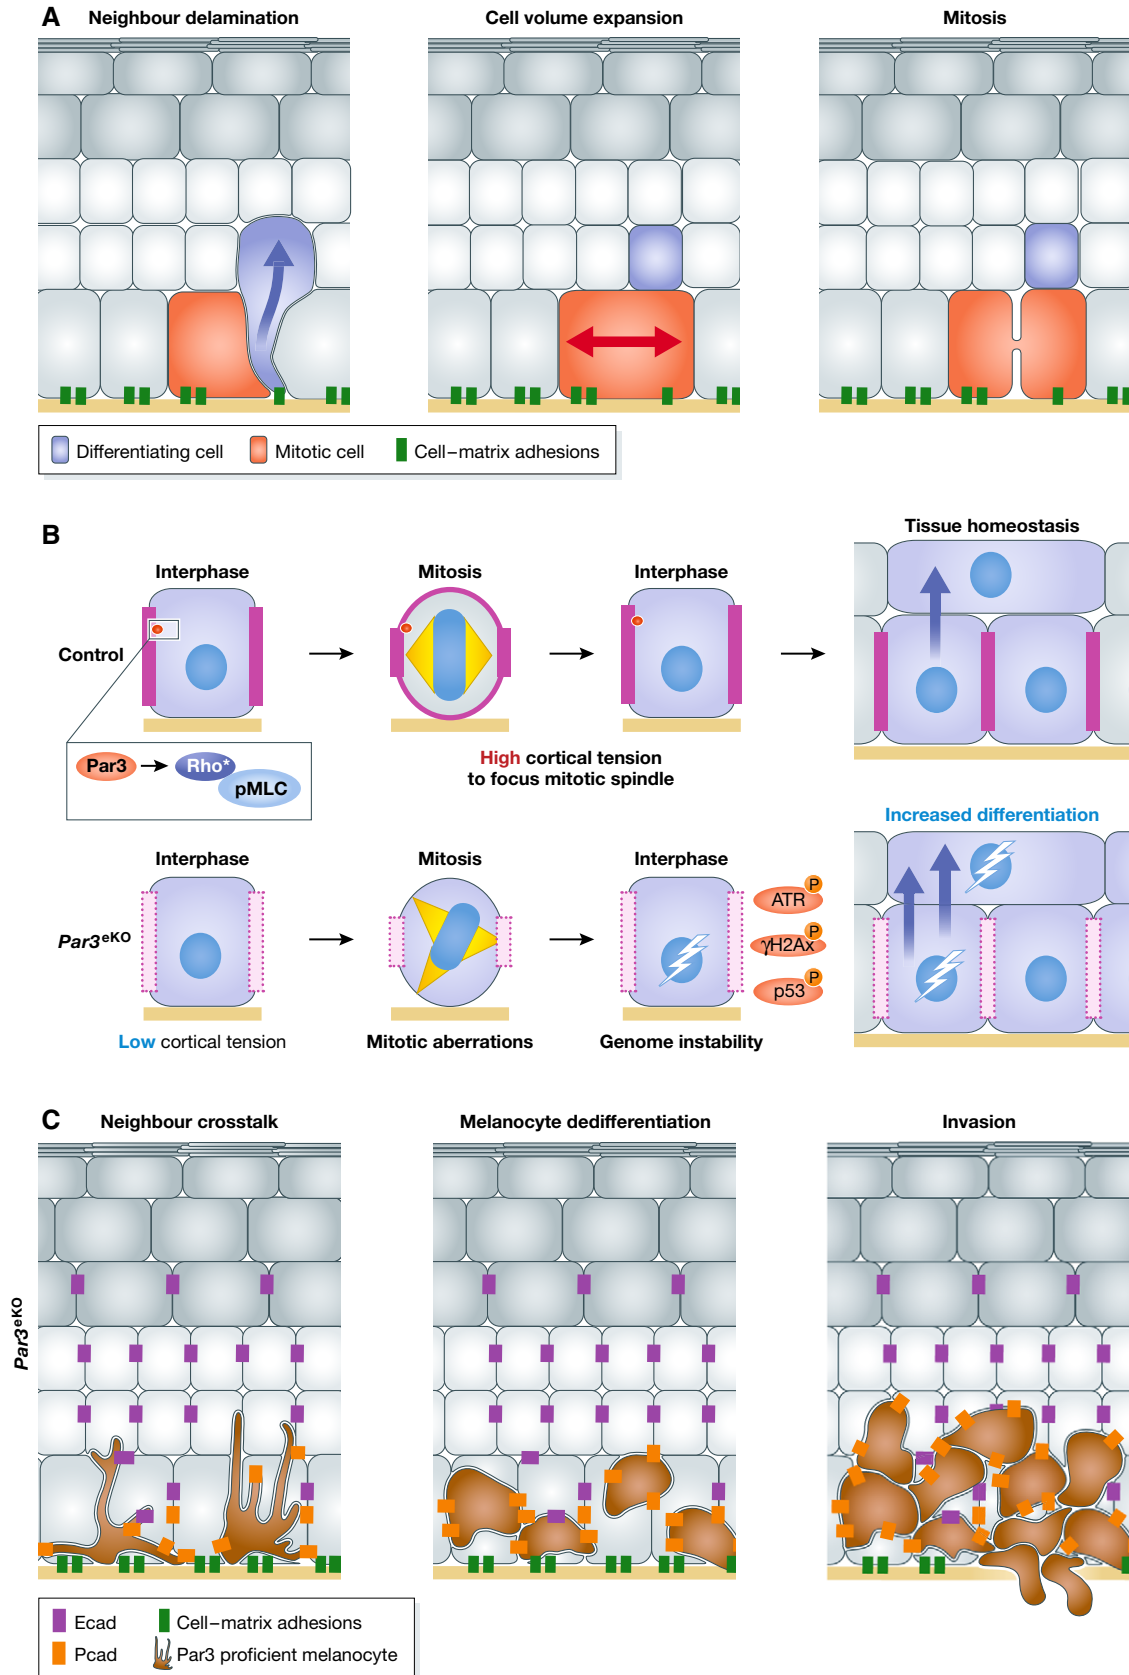 A
Neighbour delamination
Cell volume expansion
Mitosis
Differentiating cell
Mitotic cell
Cell–matrix adhesions
B
Tissue homeostasis
Interphase
Mitosis
Interphase
Control
Par3
Rho*
pMLC
High cortical tension
to focus mitotic spindle
Increased differentiation
Interphase
Mitosis
Interphase
P
ATR
P
γH2Ax
P
p53
Par3eKO
Low cortical tension
Mitotic aberrations
Genome instability
C
Neighbour crosstalk
Melanocyte dedifferentiation
Invasion
Par3eKO
Ecad
Cell–matrix adhesions
Pcad
Par3 proficient melanocyte